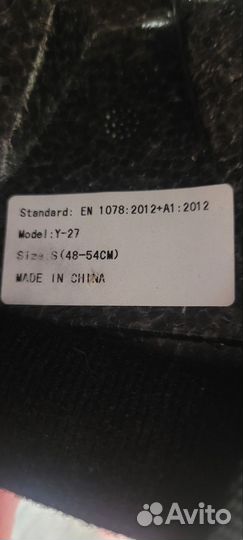 Standard: EN 1078:2012+A1:2012
Model:Y-27
Size:S(48-54CM)
MADE IN CHINA
Avito